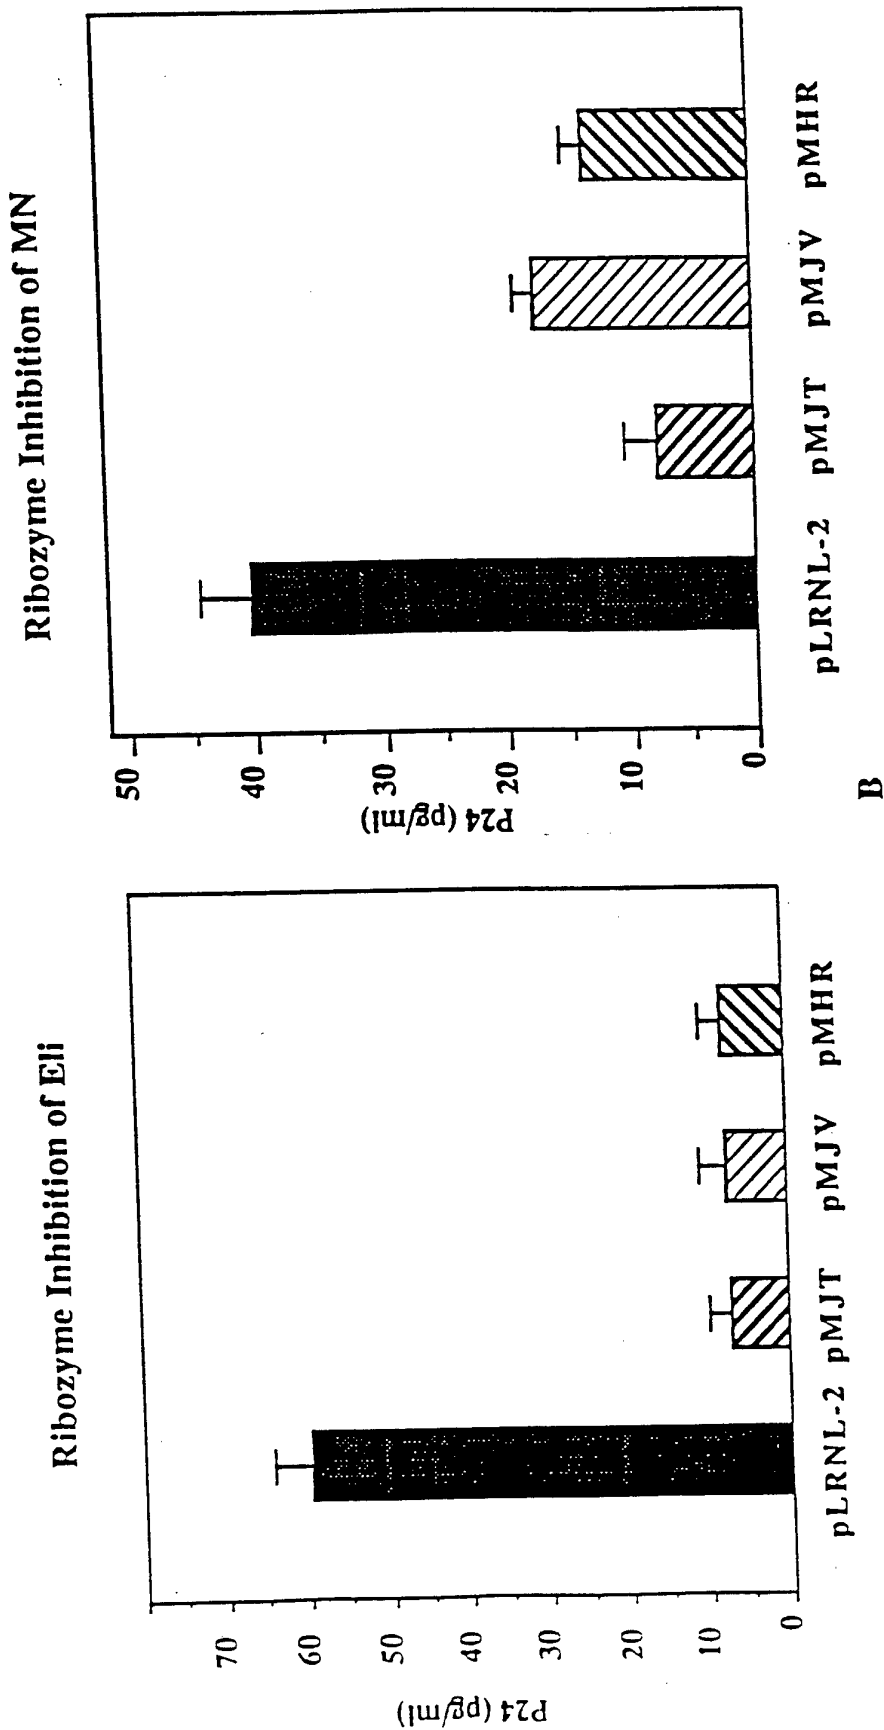 Ribozyme Inhibition of Eli
P24 (pg/ml)
70
60
50
40
30
20
10
0
pLRNL-2 pMJT pMJV pMHR
Ribozyme Inhibition of MN
P24 (pg/ml)
50
40
30
20
10
0
pLRNL-2 pMJT pMJV pMHR
B